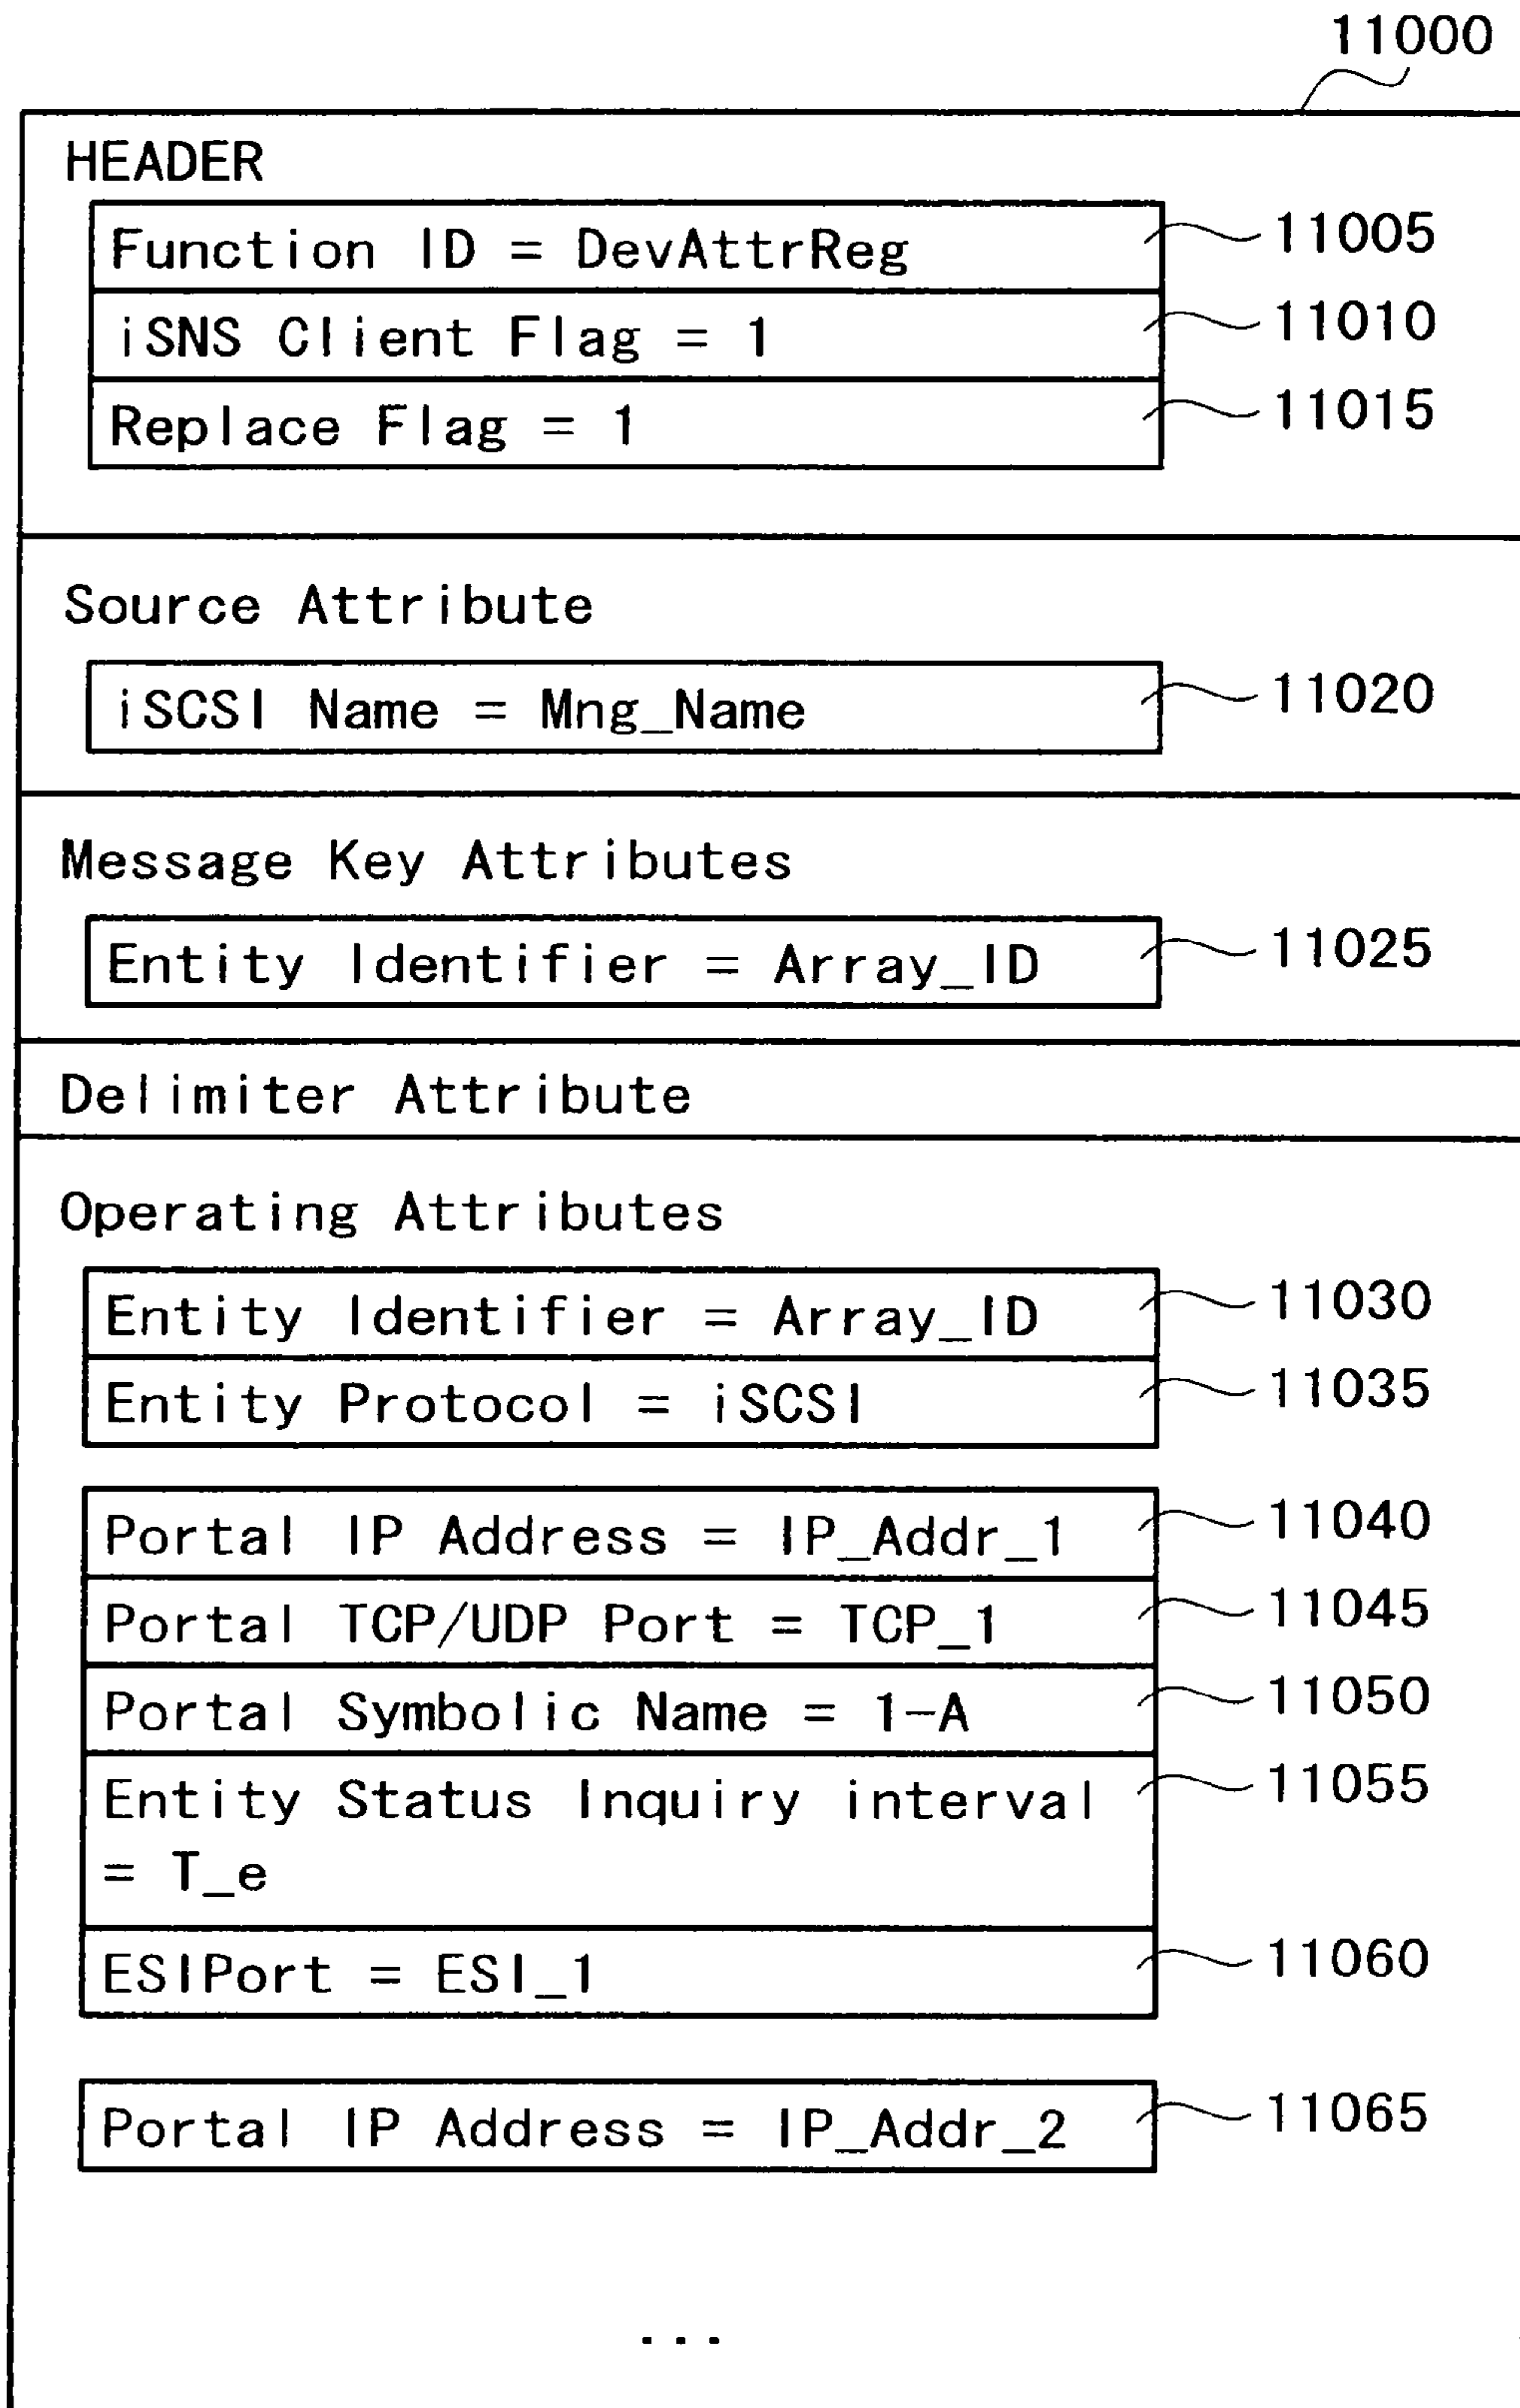 11000
HEADER
Function ID = DevAttrReg 11005
iSNS Client Flag = 1 11010
Replace Flag = 1 11015
Source Attribute
iSCSI Name = Mng_Name 11020
Message Key Attributes
Entity Identifier = Array_ID 11025
Delimiter Attribute
Operating Attributes
Entity Identifier = Array_ID 11030
Entity Protocol = iSCSI 11035
Portal IP Address = IP_Addr_1 11040
Portal TCP/UDP Port = TCP_1 11045
Portal Symbolic Name = 1-A 11050
Entity Status Inquiry interval 11055
= T_e
ESIPort = ESI_1 11060
Portal IP Address = IP_Addr_2 11065
...